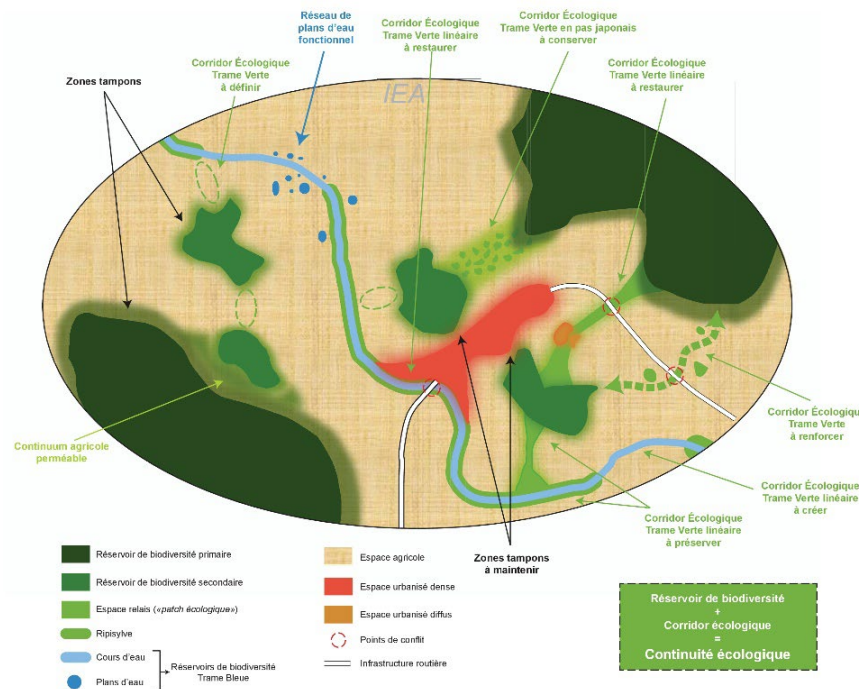 Réseau de
plans d'eau
fonctionnel
Corridor Écologique
Trame Verte linéaire
à restaurer
Corridor Écologique
Trame Verte en pas japonais
à conserver
Corridor Écologique
Trame Verte
à définir
Corridor Écologique
Trame Verte linéaire
à restaurer
Zones tampons
IEA
Continuum agricole
perméable
Corridor Écologique
Trame Verte
à renforcer
Corridor Écologique
Trame Verte linéaire
à créer
Corridor Écologique
Trame Verte linéaire
à préserver
Zones tampons
à maintenir
Réservoir de biodiversité primaire
Réservoir de biodiversité secondaire
Espace relais («patch écologique»)
Ripisylve
Cours d'eau
Plans d'eau
Réservoirs de biodiversité
Trame Bleue
Espace agricole
Espace urbanisé dense
Espace urbanisé diffus
Points de conflit
Infrastructure routière
Réservoir de biodiversité
+
Corridor écologique
=
Continuité écologique